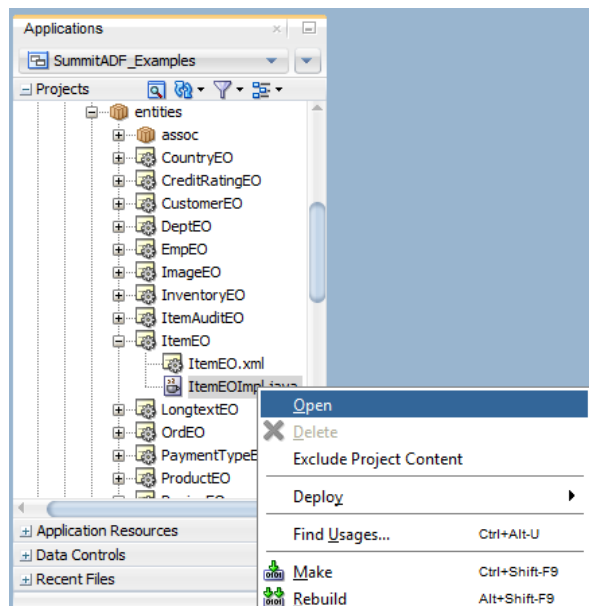 Applications
SummitADF_Examples
Projects
entities
assoc
CountryEO
CreditRatingEO
CustomerEO
DeptEO
EmpEO
ImageEO
InventoryEO
ItemAuditEO
ItemEO
ItemEO.xml
ItemEOImpl.java
LongtextEO
OrdEO
PaymentTypeE
ProductEO
Application Resources
Data Controls
Recent Files
Open
Delete
Exclude Project Content
Deploy
Find Usages... Ctrl+Alt-U
Make Ctrl+Shift-F9
Rebuild Alt+Shift-F9